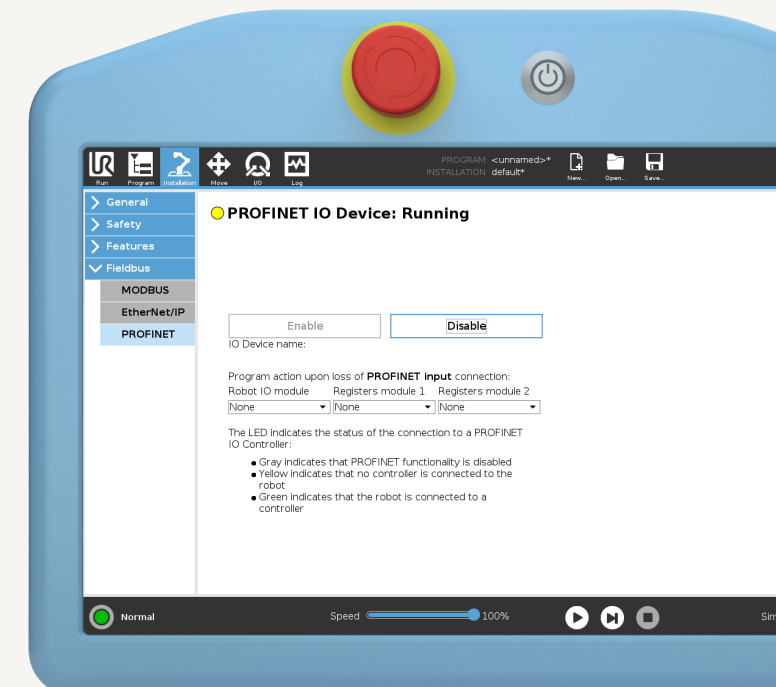 UR
Run
Program
Installation
Move
I/O
Log
PROGRAM <unnamed>*
INSTALLATION default*
New...
Open...
Save...
General
Safety
Features
Fieldbus
MODBUS
EtherNet/IP
PROFINET
PROFINET IO Device: Running
Enable
Disable
IO Device name:
Program action upon loss of PROFINET input connection:
Robot IO module
Registers module 1
Registers module 2
None
None
None
The LED indicates the status of the connection to a PROFINET
IO Controller:
Gray indicates that PROFINET functionality is disabled
Yellow indicates that no controller is connected to the
robot
Green indicates that the robot is connected to a
controller
Normal
Speed
100%
Sim